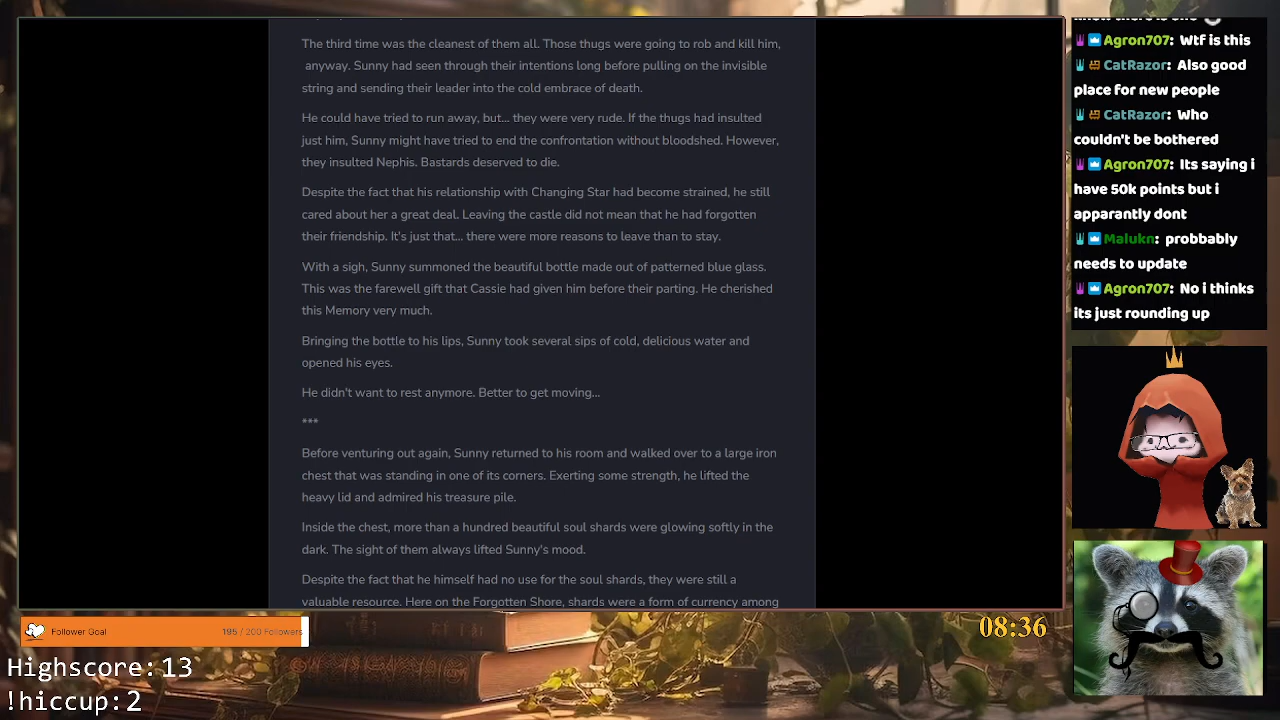 The third time was the cleanest of them all. Those thugs were going to rob and kill him,
anyway. Sunny had seen through their intentions long before pulling on the invisible
string and sending their leader into the cold embrace of death.
He could have tried to run away, but... they were very rude. If the thugs had insulted
just him, Sunny might have tried to end the confrontation without bloodshed. However,
they insulted Nephis. Bastards deserved to die.
Despite the fact that his relationship with Changing Star had become strained, he still
cared about her a great deal. Leaving the castle did not mean that he had forgotten
their friendship. It's just that... there were more reasons to leave than to stay.
With a sigh, Sunny summoned the beautiful bottle made out of patterned blue glass.
This was the farewell gift that Cassie had given him before their parting. He cherished
this Memory very much.
Bringing the bottle to his lips, Sunny took several sips of cold, delicious water and
opened his eyes.
He didn't want to rest anymore. Better to get moving...
***
Before venturing out again, Sunny returned to his room and walked over to a large iron
chest that was standing in one of its corners. Exerting some strength, he lifted the
heavy lid and admired his treasure pile.
Inside the chest, more than a hundred beautiful soul shards were glowing softly in the
dark. The sight of them always lifted Sunny's mood.
Despite the fact that he himself had no use for the soul shards, they were still a
valuable resource. Here on the Forgotten Shore, shards were a form of currency among
Agron707: Wtf is this
CatRazor: Also good
place for new people
CatRazor: Who
couldn't be bothered
Agron707: Its saying i
have 50k points but i
apparantly dont
Malukn: probbably
needs to update
Agron707: No i thinks
its just rounding up
Follower Goal
195 / 200 Followers
08:36
Highscore:13
!hiccup:2